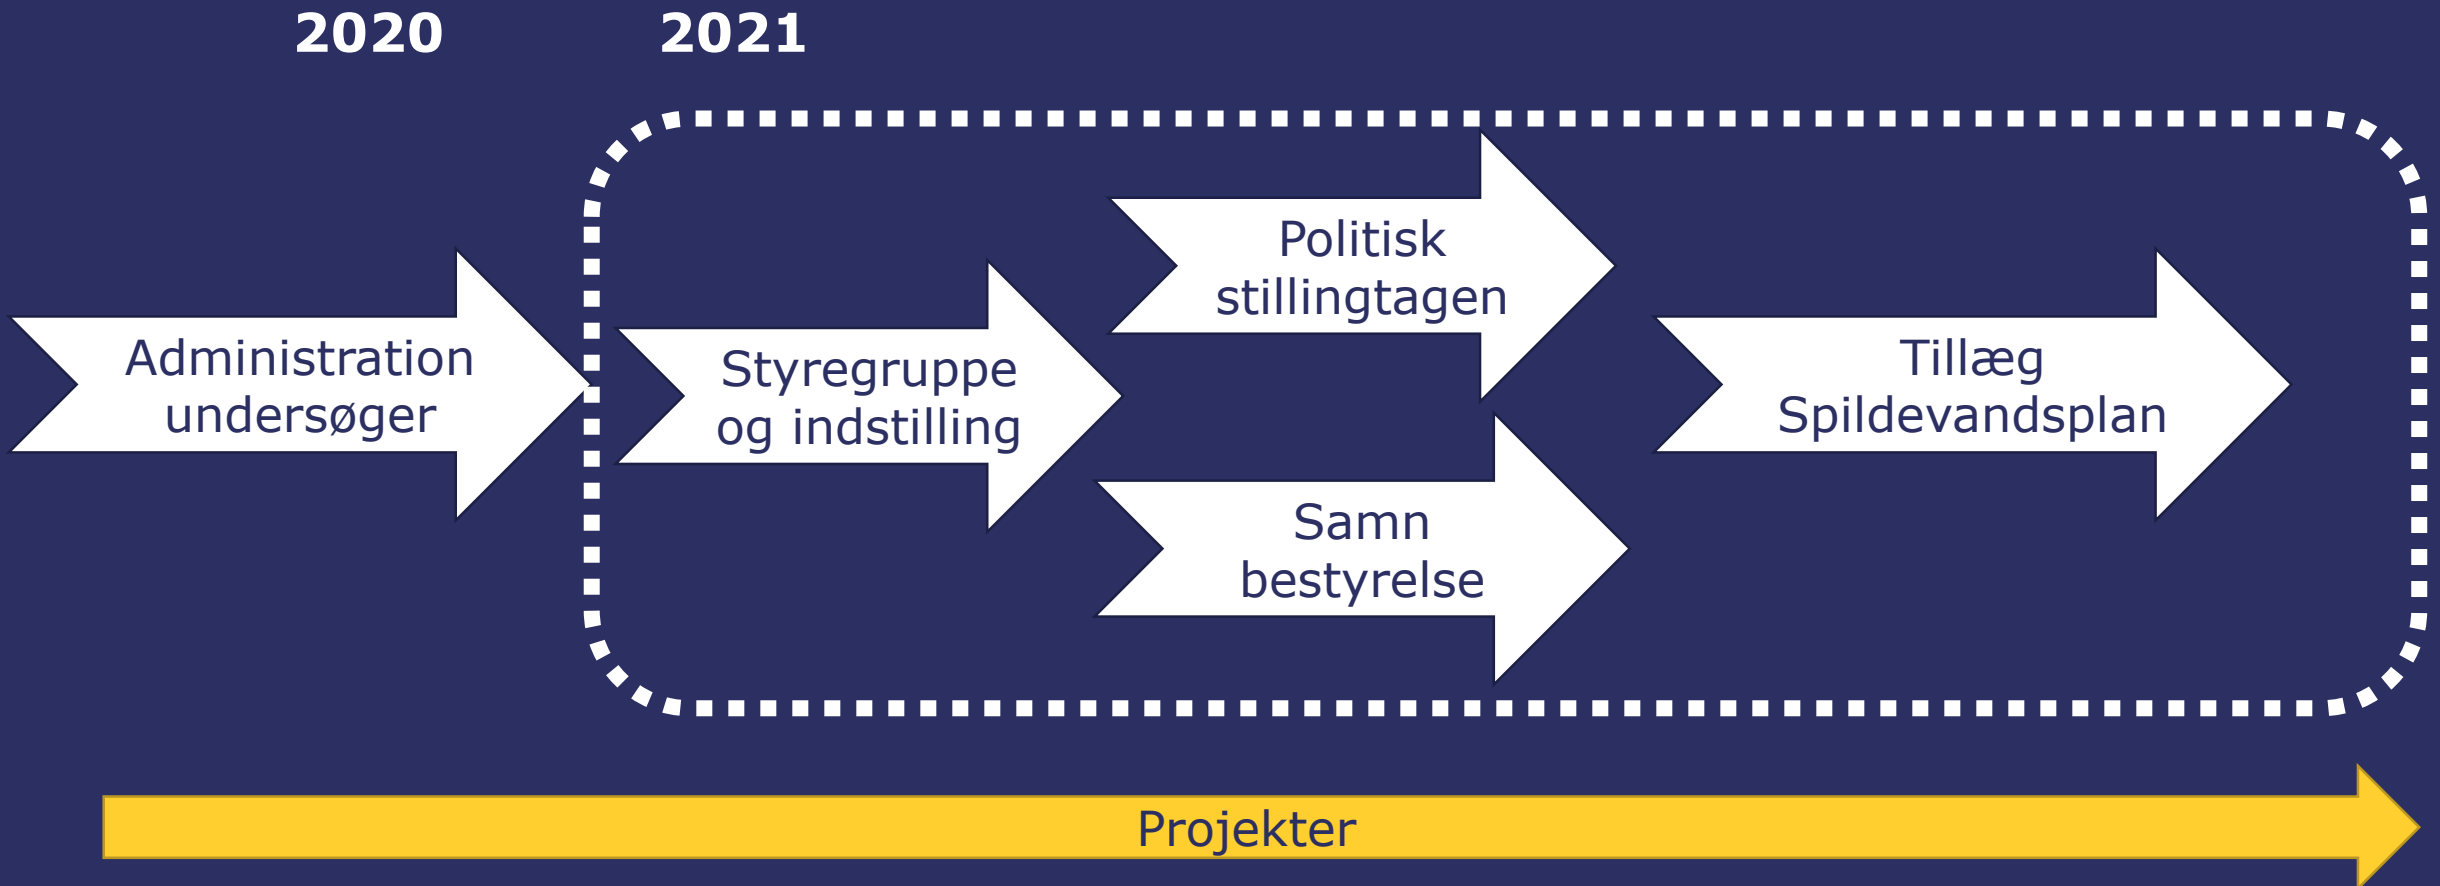 2020
2021
Administration
undersøger
Styregruppe
og indstilling
Politisk
stillingtagen
Samn
bestyrelse
Tillæg
Spildevandsplan
Projekter